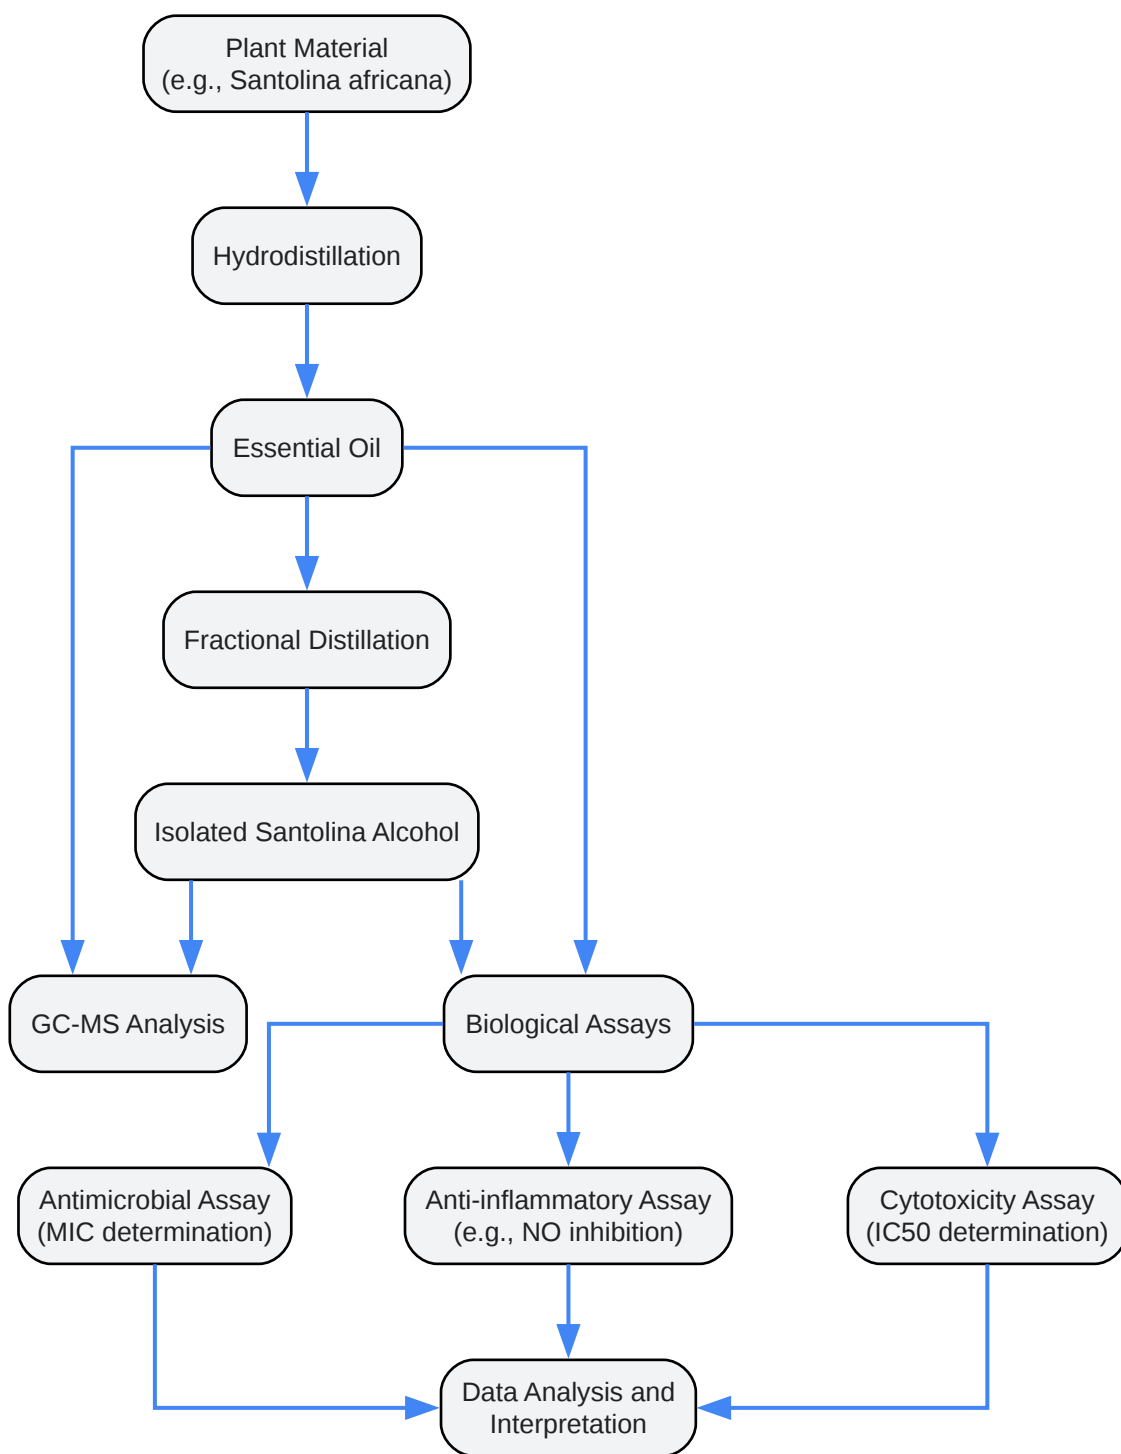 Plant Material
(e.g., Santolina africana)
Hydrodistillation
Essential Oil
Fractional Distillation
Isolated Santolina Alcohol
GC-MS Analysis
Biological Assays
Antimicrobial Assay
(MIC determination)
Anti-inflammatory Assay
(e.g., NO inhibition)
Cytotoxicity Assay
(IC50 determination)
Data Analysis and
Interpretation